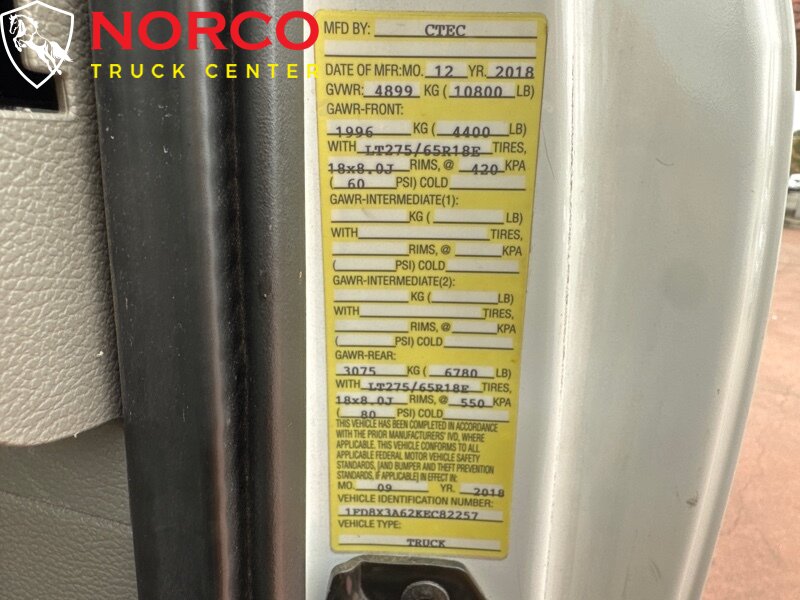 NORCO
TRUCK CENTER
MFD BY: CTEC
DATE OF MFR: MO. 12 YR. 2018
GVWR: 4899 KG ( 10800 LB)
GAWR-FRONT:
1996 KG ( 4400 LB)
WITH LT275/65R18E TIRES,
18x8.0J RIMS, @ 420 KPA
( 60 PSI) COLD
GAWR-INTERMEDIATE(1):
KG ( LB)
WITH TIRES,
RIMS, @ KPA
( PSI) COLD
GAWR-INTERMEDIATE(2):
KG ( LB)
WITH TIRES,
RIMS, @ KPA
( PSI) COLD
GAWR-REAR:
3075 KG ( 6780 LB)
WITH LT275/65R18E TIRES,
18x8.0J RIMS, @ 550 KPA
( 80 PSI) COLD
THIS VEHICLE HAS BEEN COMPLETED IN ACCORDANCE
WITH THE PRIOR MANUFACTURERS' IVD, WHERE
APPLICABLE. THIS VEHICLE CONFORMS TO ALL
APPLICABLE FEDERAL MOTOR VEHICLE SAFETY
STANDARDS, [AND BUMPER AND THEFT PREVENTION
STANDARDS, IF APPLICABLE] IN EFFECT IN:
MO. 09 YR. 2018
VEHICLE IDENTIFICATION NUMBER:
1FD8X3A62KEC82257
VEHICLE TYPE:
TRUCK